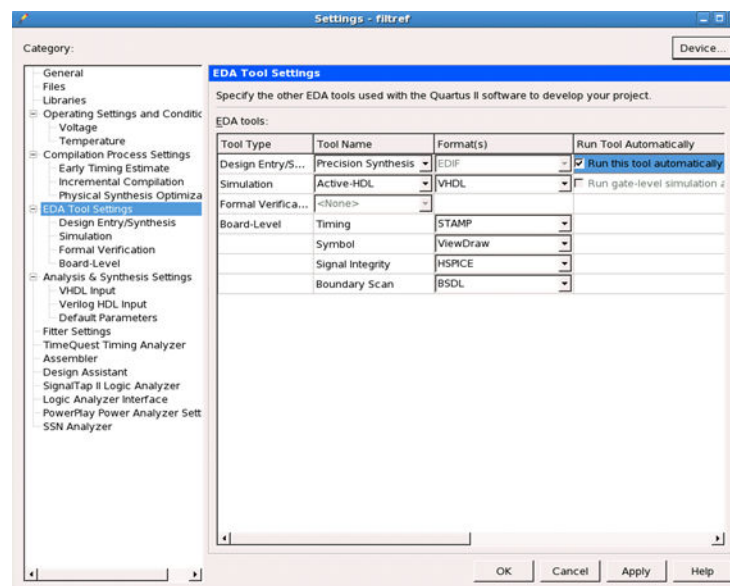 Settings - filtref
Category:
Device...
General
Files
Libraries
Operating Settings and Conditic
Voltage
Temperature
Compilation Process Settings
Early Timing Estimate
Incremental Compilation
Physical Synthesis Optimiza
EDA Tool Settings
Design Entry/Synthesis
Simulation
Formal Verification
Board-Level
Analysis & Synthesis Settings
VHDL Input
Verilog HDL Input
Default Parameters
Fitter Settings
TimeQuest Timing Analyzer
Assembler
Design Assistant
SignalTap II Logic Analyzer
Logic Analyzer Interface
PowerPlay Power Analyzer Sett
SSN Analyzer
EDA Tool Settings
Specify the other EDA tools used with the Quartus II software to develop your project.
EDA tools:
Tool Type Tool Name Format(s) Run Tool Automatically
Design Entry/S... Precision Synthesis EDIF Run this tool automatically
Simulation Active-HDL VHDL Run gate-level simulation a
Formal Verifica... <None>
Board-Level Timing STAMP
Symbol ViewDraw
Signal Integrity HSPICE
Boundary Scan BSDL
OK Cancel Apply Help